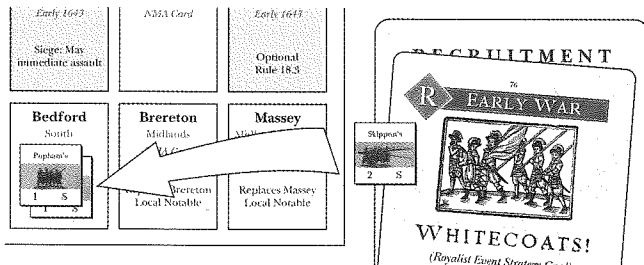 Early 1643
NMA Card
Early 1643
Siege: May
immediate assault
Optional
Rule 18.3
Bedford
South
Popham's
1 S
1 S
Brereton
Midlands
Brereton
Local Notable
Massey
Replaces Massey
Local Notable
Skippon's
2 S
RECRUITMENT
76
R
EARLY WAR
WHITECOATS!
(Royalist Event Strategy Card)